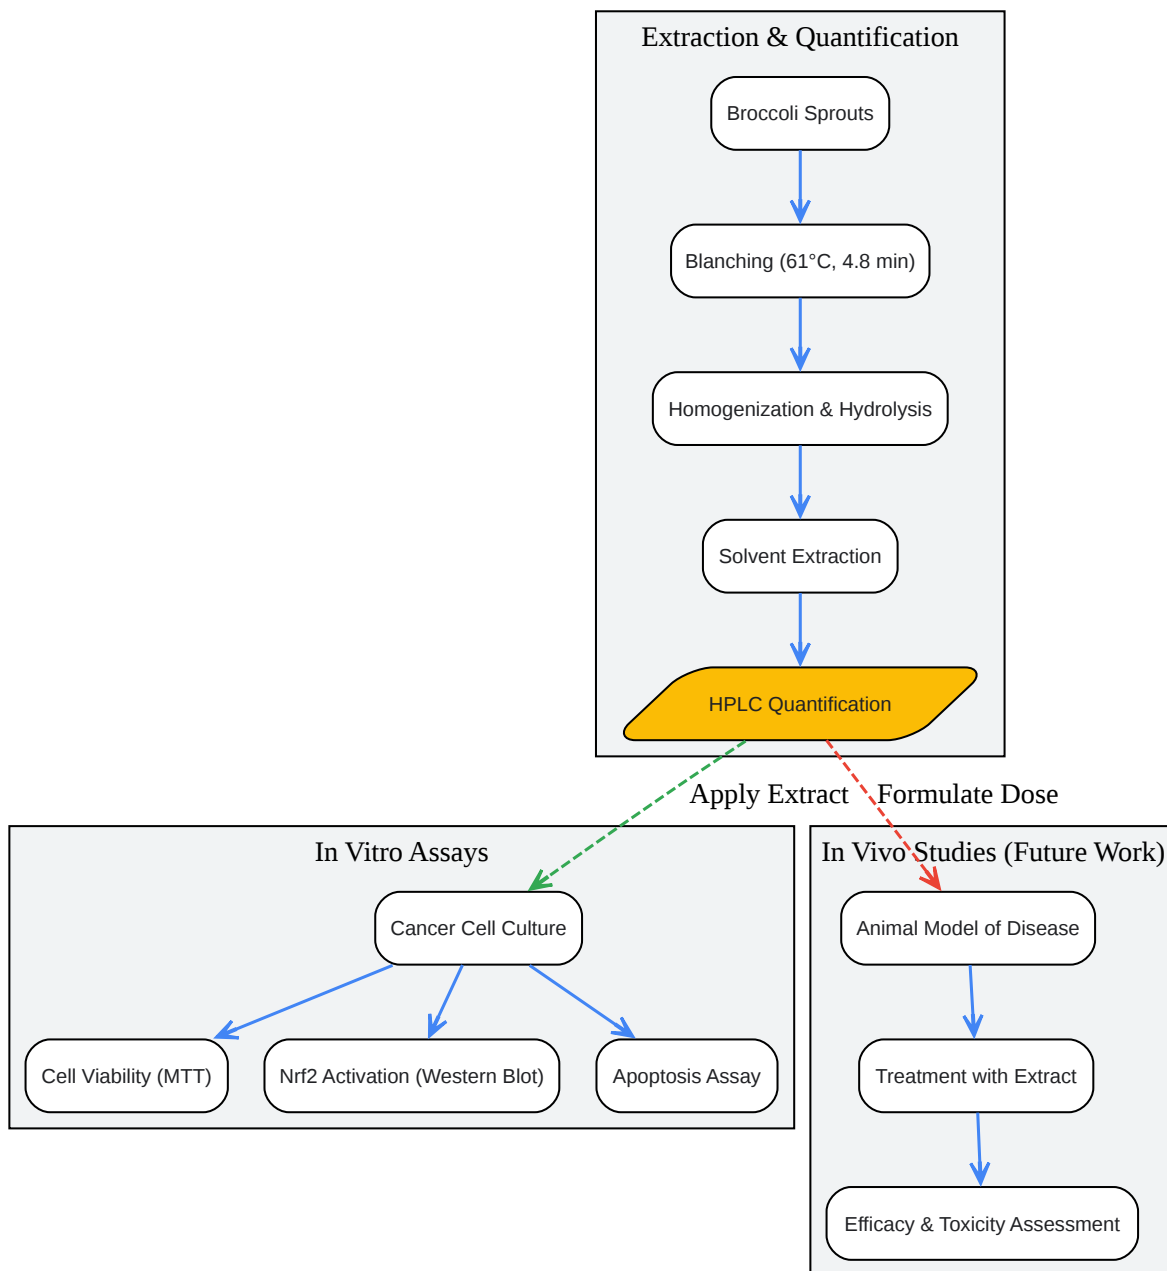 Extraction & Quantification
Broccoli Sprouts
Blanching (61°C, 4.8 min)
Homogenization & Hydrolysis
Solvent Extraction
HPLC Quantification
Apply Extract
Formulate Dose
In Vitro Assays
Cancer Cell Culture
Cell Viability (MTT)
Nrf2 Activation (Western Blot)
Apoptosis Assay
In Vivo Studies (Future Work)
Animal Model of Disease
Treatment with Extract
Efficacy & Toxicity Assessment